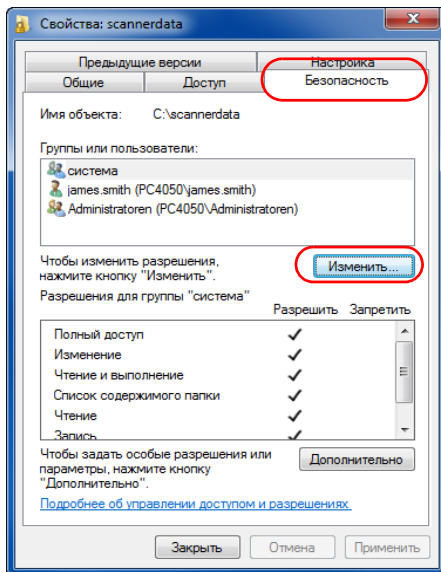 Свойства: scannerdata
Предыдущие версии Настройка
Общие Доступ Безопасность
Имя объекта: C:\scannerdata
Группы или пользователи:
система
james.smith (PC4050\james.smith)
Administratoren (PC4050\Administratoren)
Чтобы изменить разрешения,
нажмите кнопку "Изменить".
Изменить...
Разрешения для группы "система"
Разрешить Запретить
Полный доступ
Изменение
Чтение и выполнение
Список содержимого папки
Чтение
Запись
Чтобы задать особые разрешения или
параметры, нажмите кнопку
"Дополнительно".
Дополнительно
Подробнее об управлении доступом и разрешениях
Закрыть Отмена Применить